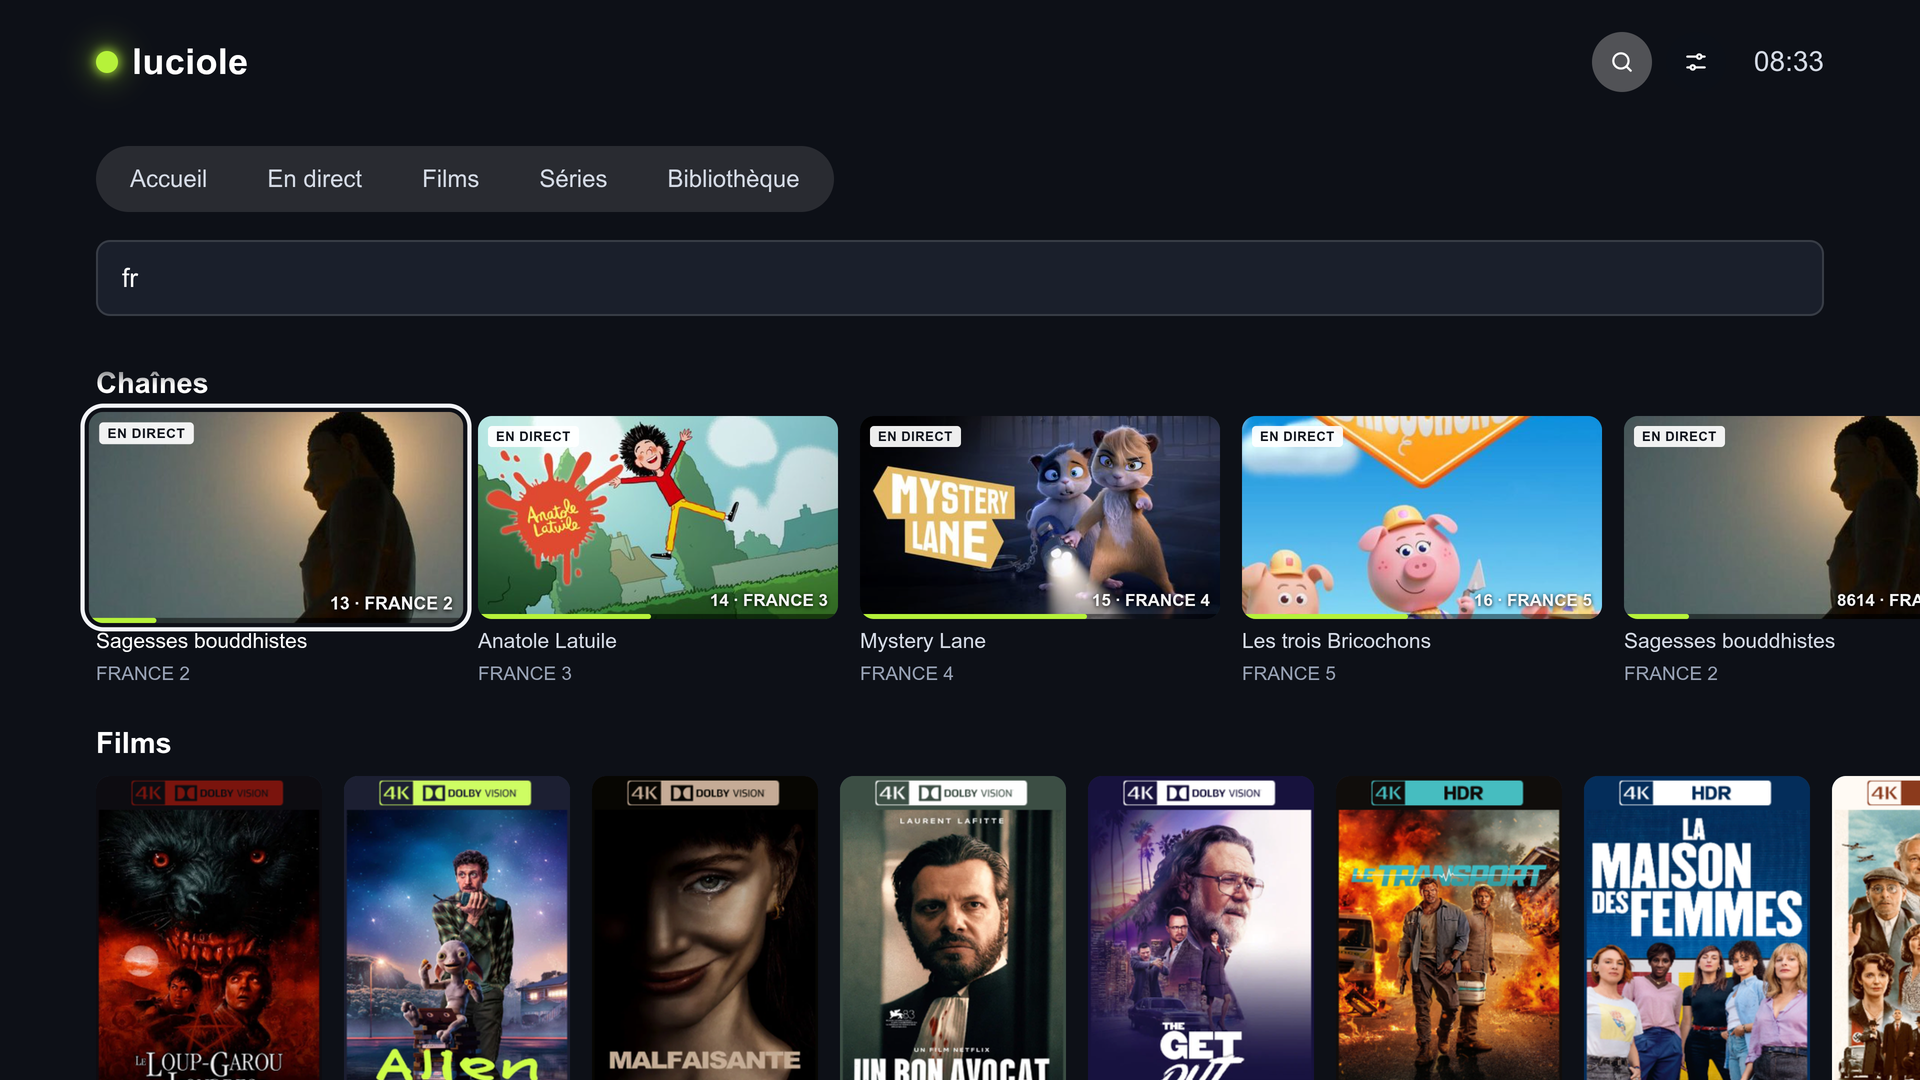 luciole
08:33
Accueil
En direct
Films
Séries
Bibliothèque
fr
Chaînes
EN DIRECT
13 · FRANCE 2
Sagesses bouddhistes
FRANCE 2
EN DIRECT
Anatole
Latuile
14 · FRANCE 3
Anatole Latuile
FRANCE 3
EN DIRECT
MYSTERY
LANE
15 · FRANCE 4
Mystery Lane
FRANCE 4
EN DIRECT
16 · FRANCE 5
Les trois Bricochons
FRANCE 5
EN DIRECT
8614 · FRA
Sagesses bouddhistes
FRANCE 2
Films
4K DOLBY VISION
LE LOUP-GAROU
4K DOLBY VISION
Allen
4K DOLBY VISION
MALFAISANTE
4K DOLBY VISION
LAURENT LAFITTE
83
UN FILM NETFLIX
UN BON AVOCAT
4K DOLBY VISION
THE
GET
OUT
4K HDR
LE TRANSPORT
4K HDR
LA
MAISON
DES FEMMES
4K